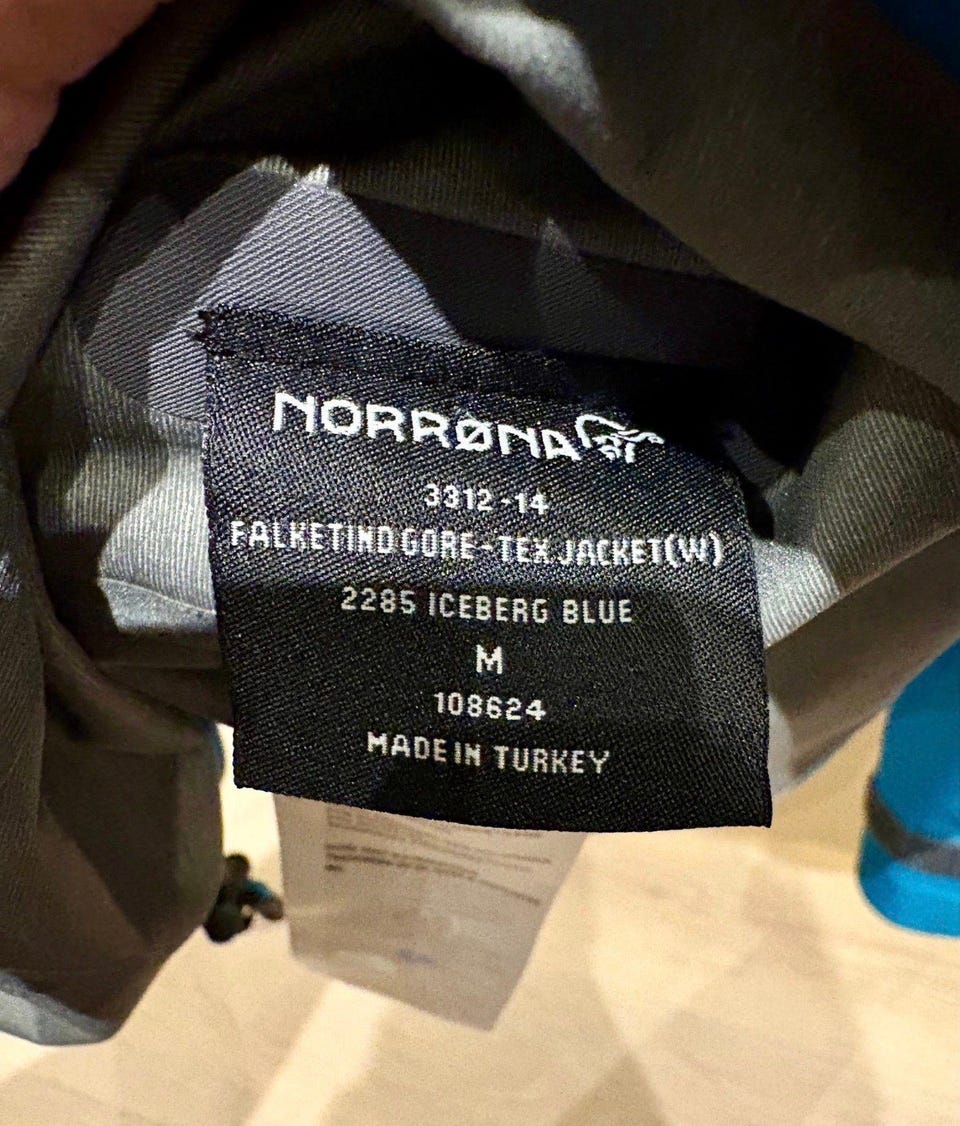 NORRØNA
3312-14
FALKETIND GORE-TEX JACKET(W)
2285 ICEBERG BLUE
M
108624
MADE IN TURKEY